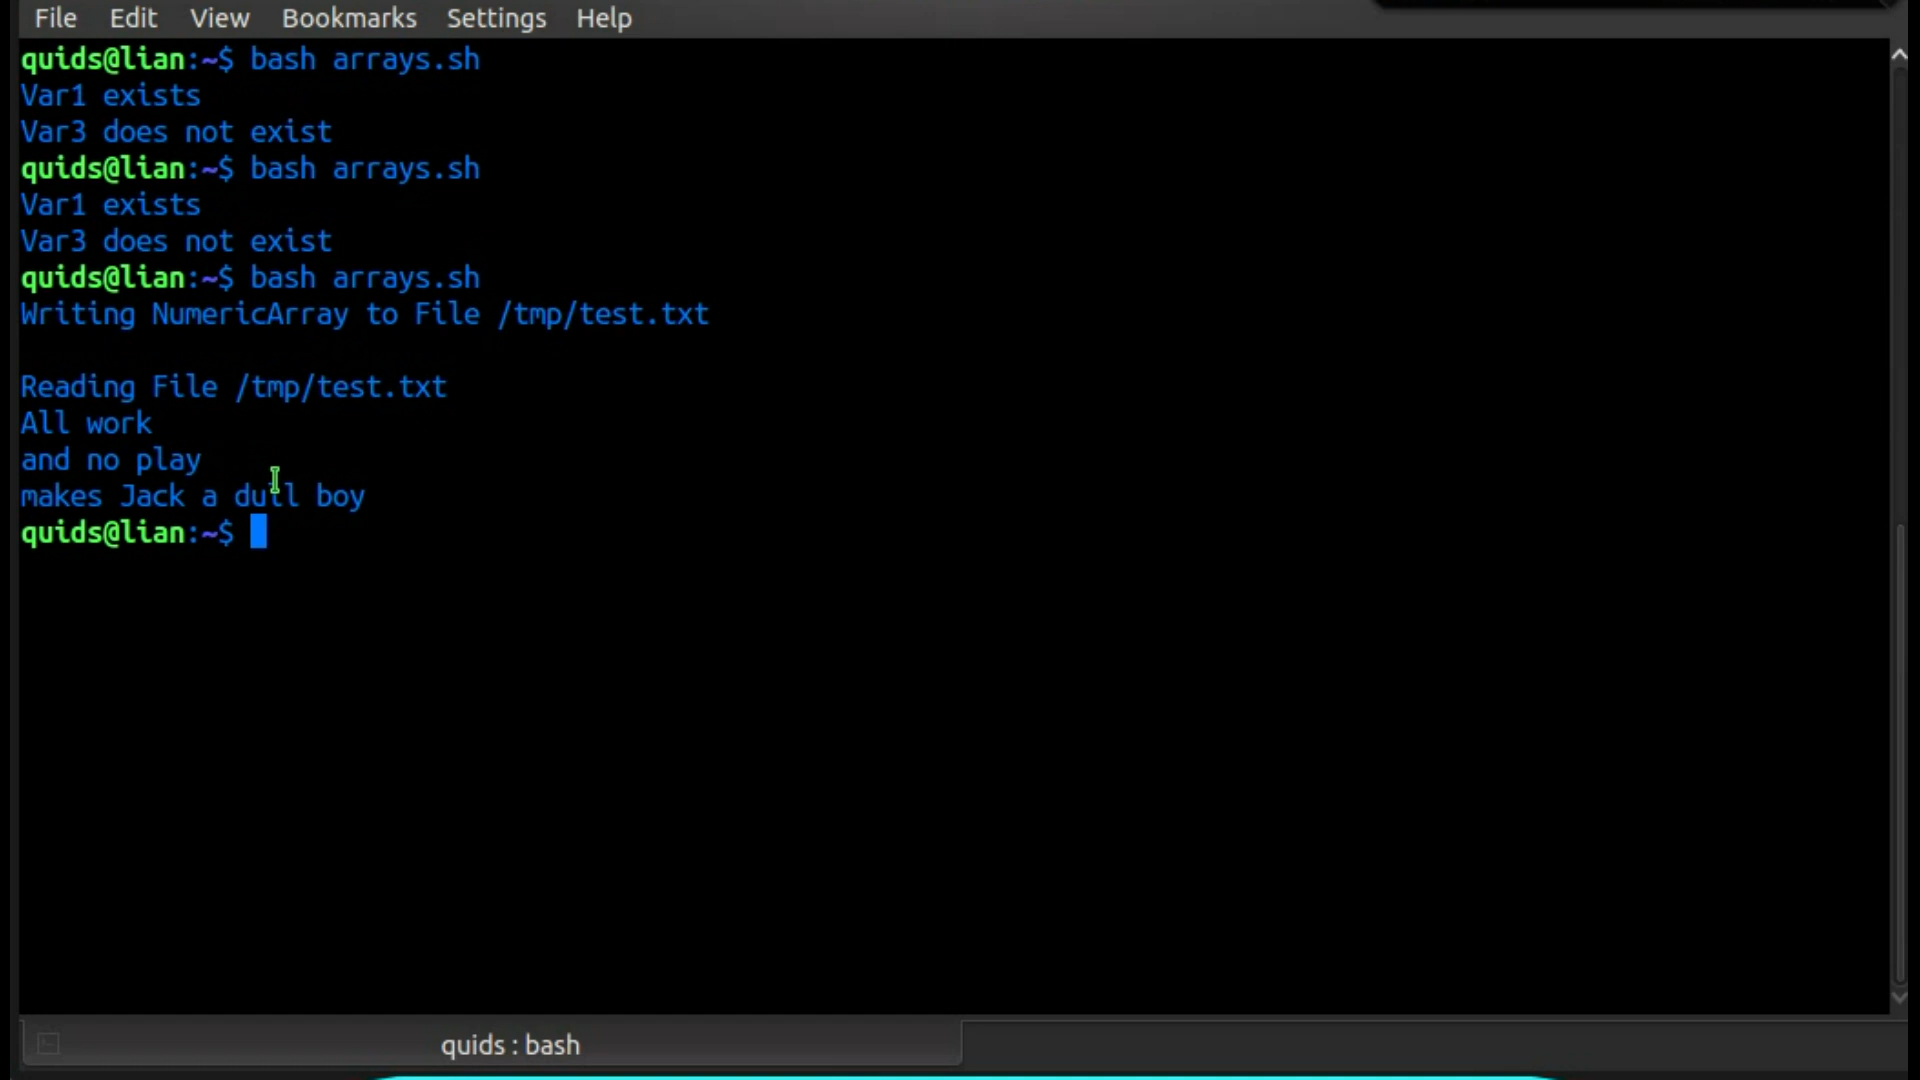 File Edit View Bookmarks Settings Help
quids@lian:~$ bash arrays.sh
Var1 exists
Var3 does not exist
quids@lian:~$ bash arrays.sh
Var1 exists
Var3 does not exist
quids@lian:~$ bash arrays.sh
Writing NumericArray to File /tmp/test.txt
Reading File /tmp/test.txt
All work
and no play
makes Jack a dull boy
quids@lian:~$
quids : bash